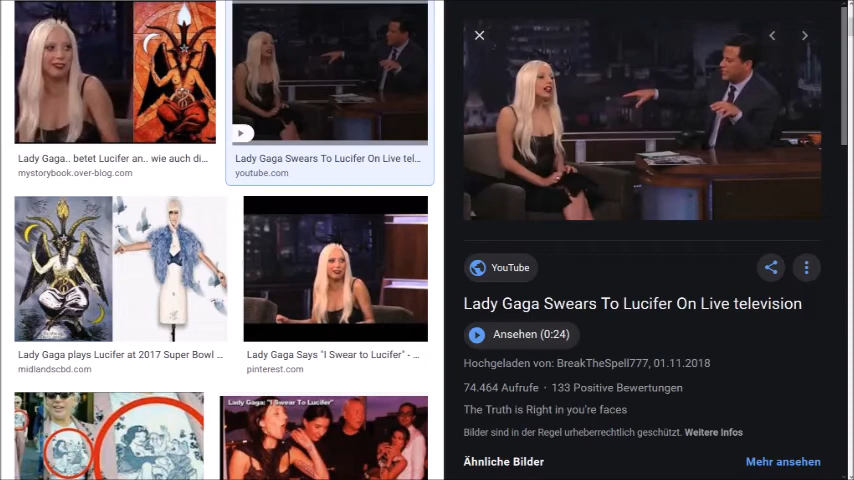 Lady Gaga.. betet Lucifer an.. wie auch di...
mystorybook.over-blog.com
Lady Gaga Swears To Lucifer On Live tel...
youtube.com
Lady Gaga plays Lucifer at 2017 Super Bowl ...
midlandscbd.com
Lady Gaga Says "I Swear to Lucifer" - ...
pinterest.com
Lady Gaga: "I Swear To Lucifer"
YouTube
Lady Gaga Swears To Lucifer On Live television
Ansehen (0:24)
Hochgeladen von: BreakTheSpell777, 01.11.2018
74.464 Aufrufe · 133 Positive Bewertungen
The Truth is Right in you're faces
Bilder sind in der Regel urheberrechtlich geschützt. Weitere Infos
Ähnliche Bilder
Mehr ansehen